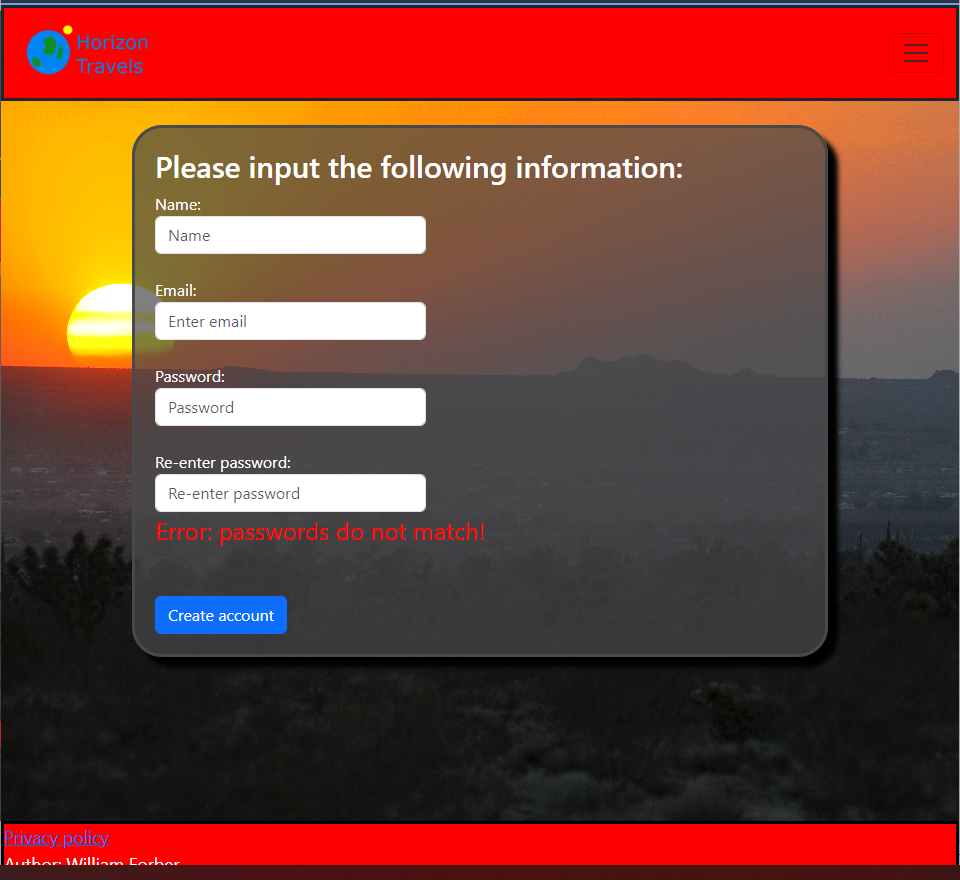 Horizon
Travels
Please input the following information:
Name:
Name
Email:
Enter email
Password:
Password
Re-enter password:
Re-enter password
Error: passwords do not match!
Create account
Privacy policy
Author: William Forber